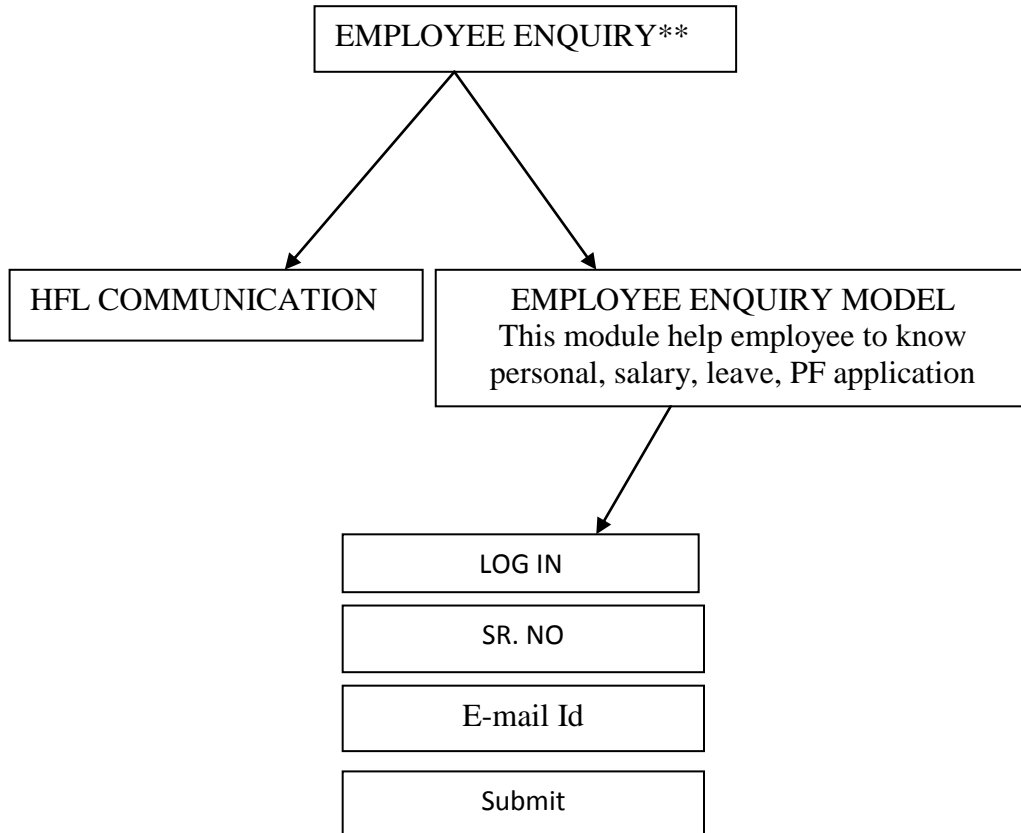 EMPLOYEE ENQUIRY**
HFL COMMUNICATION
EMPLOYEE ENQUIRY MODEL
This module help employee to know
personal, salary, leave, PF application
LOG IN
SR. NO
E-mail Id
Submit